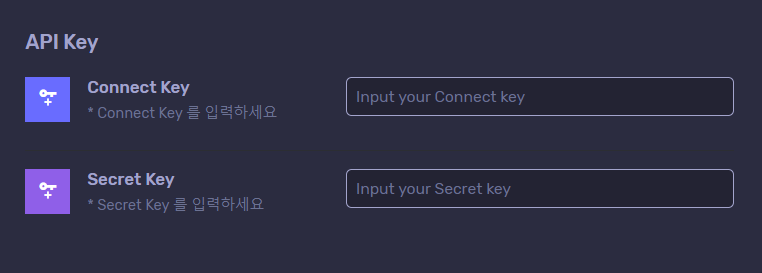 API Key
Connect Key
* Connect Key 를 입력하세요
Input your Connect key
Secret Key
* Secret Key 를 입력하세요
Input your Secret key